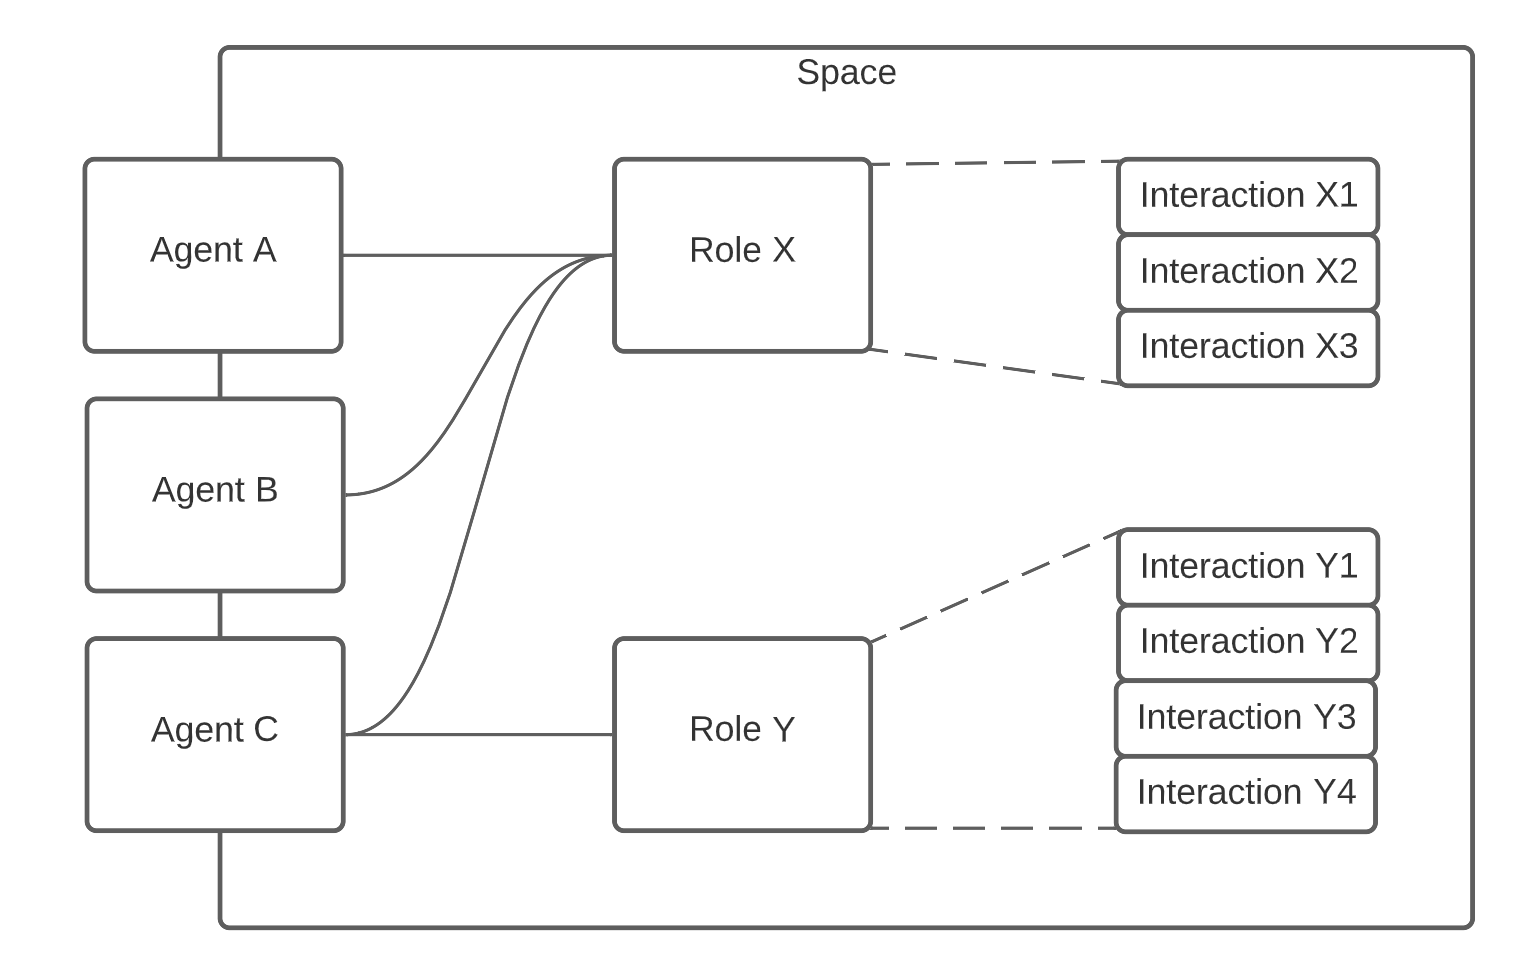 Space
Agent A
Role X
Interaction X1
Interaction X2
Interaction X3
Agent B
Agent C
Role Y
Interaction Y1
Interaction Y2
Interaction Y3
Interaction Y4